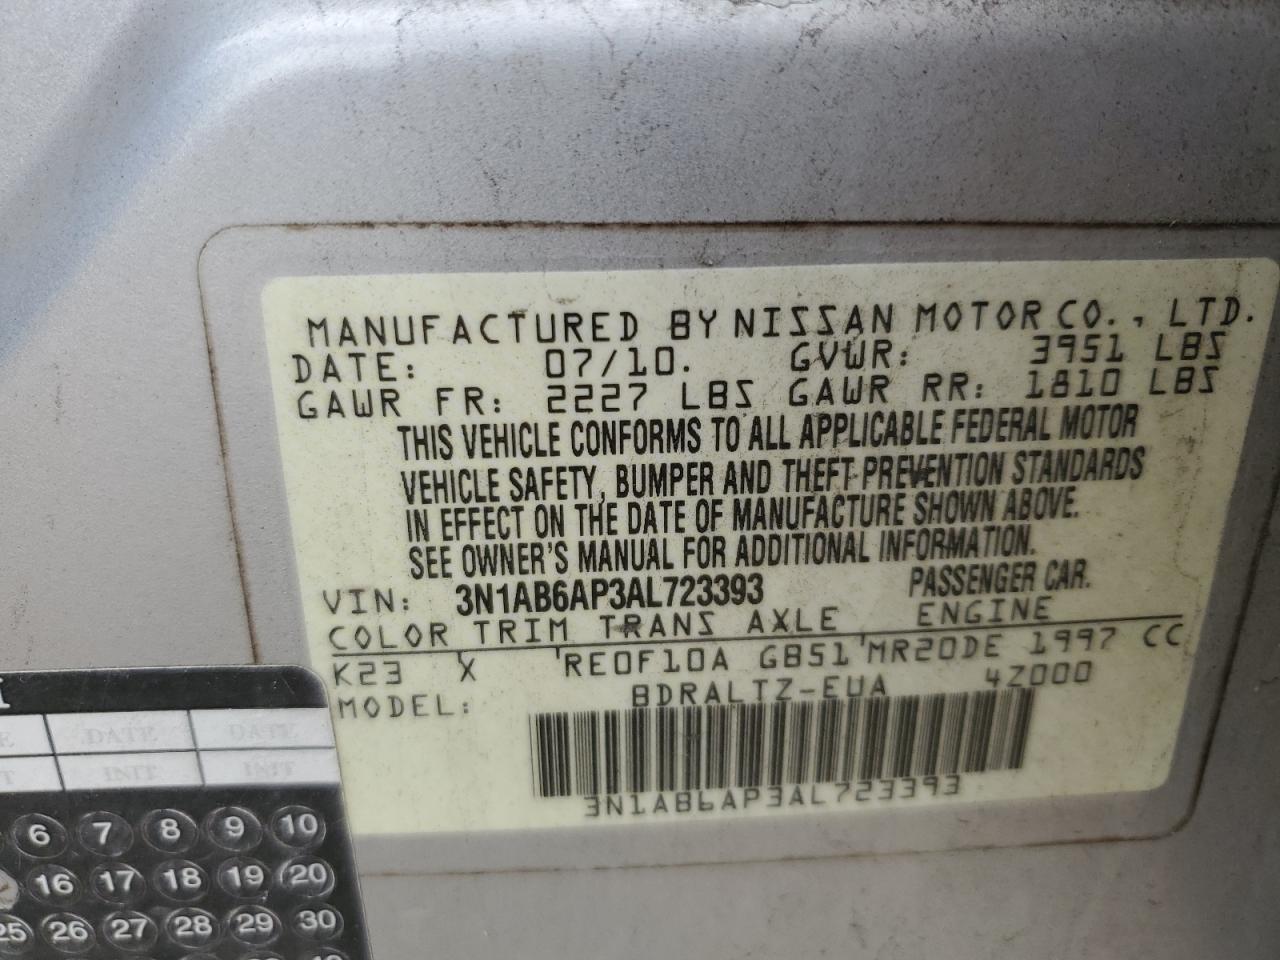 MANUFACTURED BY NISSAN MOTOR CO., LTD.
DATE: 07/10. GVWR: 3951 LBS
GAWR FR: 2227 LBS GAWR RR: 1810 LBS
THIS VEHICLE CONFORMS TO ALL APPLICABLE FEDERAL MOTOR
VEHICLE SAFETY, BUMPER AND THEFT PREVENTION STANDARDS
IN EFFECT ON THE DATE OF MANUFACTURE SHOWN ABOVE.
SEE OWNER'S MANUAL FOR ADDITIONAL INFORMATION.
VIN: 3N1AB6AP3AL723393 PASSENGER CAR.
COLOR TRIM TRANS AXLE ENGINE
K23 X RE0F10A GB51 MR20DE 1997 CC
MODEL: BDRALTZ-EUA 4Z000
3N1AB6AP3AL723393
DATE DATE
INIT INIT
6 7 8 9 10
16 17 18 19 20
25 26 27 28 29 30